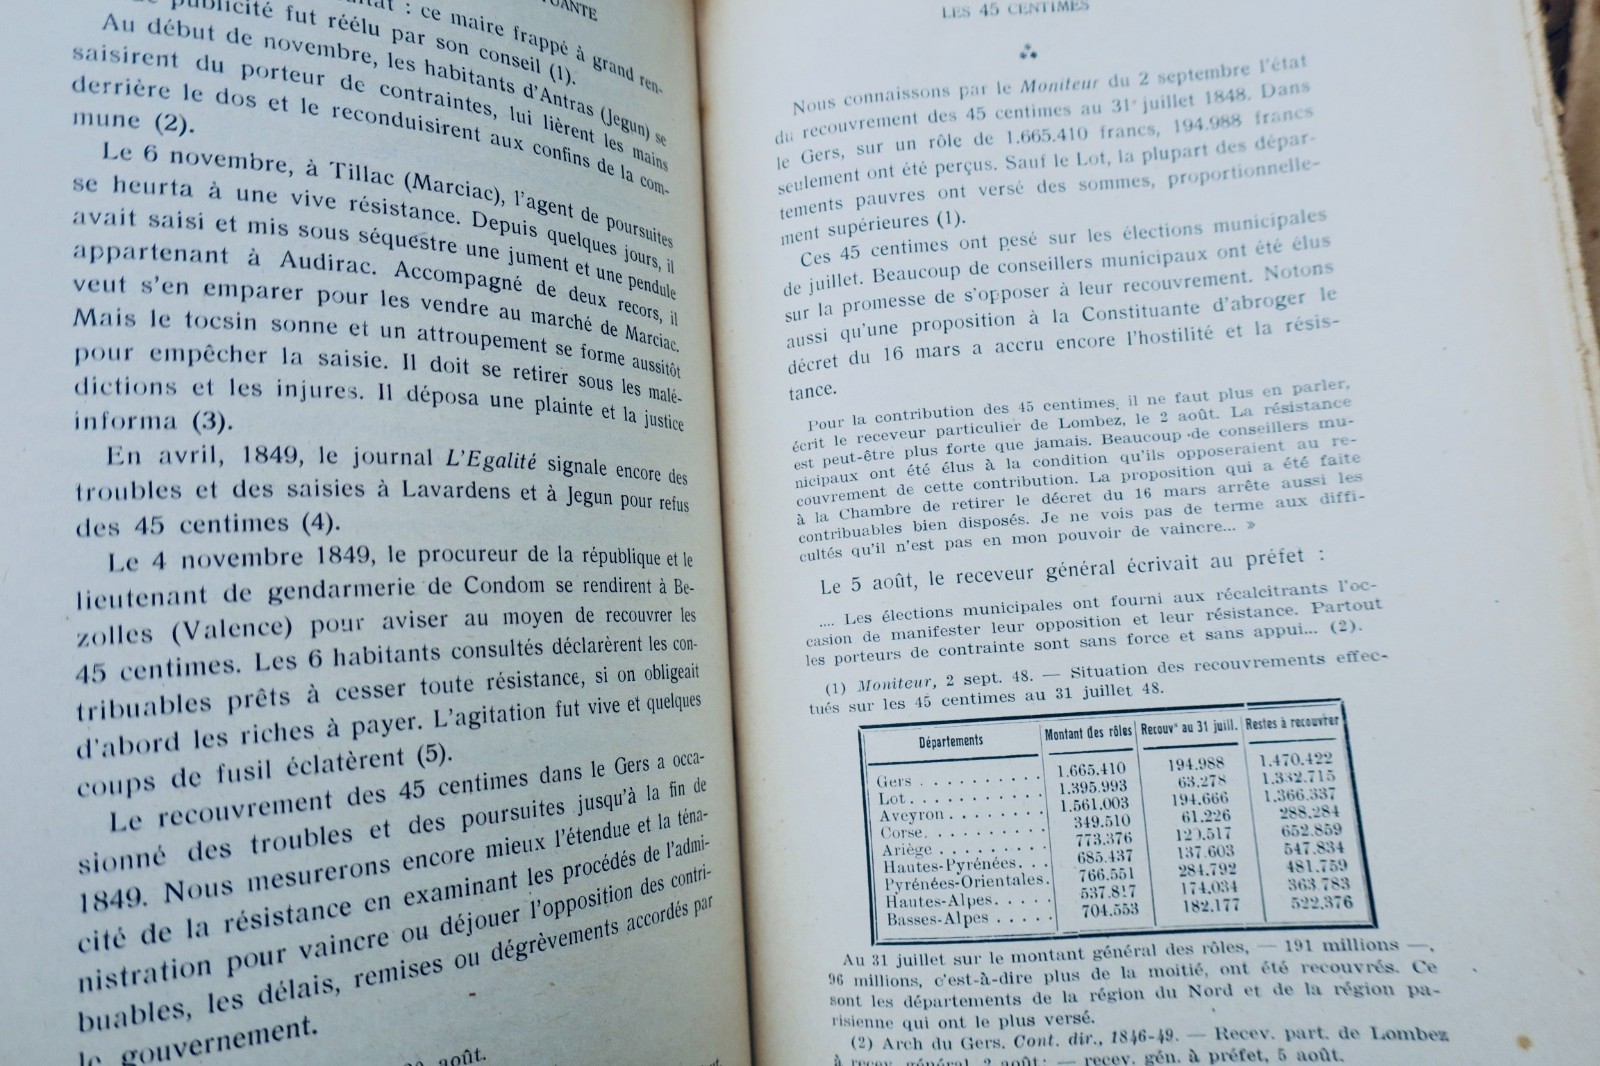 TUANTE
: ce maire frappé à grand ren-
publicité fut réélu par son conseil (1).
Au début de novembre, les habitants d'Antras (Jegun) se
saisirent du porteur de contraintes, lui lièrent les mains
derrière le dos et le reconduisirent aux confins de la com-
mune (2).
Le 6 novembre, à Tillac (Marciac), l'agent de poursuites
se heurta à une vive résistance. Depuis quelques jours, il
avait saisi et mis sous séquestre une jument et une pendule
appartenant à Audirac. Accompagné de deux recors, il
veut s'en emparer pour les vendre au marché de Marciac.
Mais le tocsin sonne et un attroupement se forme aussitôt
pour empêcher la saisie. Il doit se retirer sous les malé-
dictions et les injures. Il déposa une plainte et la justice
informa (3).
En avril, 1849, le journal L'Egalité signale encore des
troubles et des saisies à Lavardens et à Jegun pour refus
des 45 centimes (4).
Le 4 novembre 1849, le procureur de la république et le
lieutenant de gendarmerie de Condom se rendirent à Be-
zolles (Valence) pour aviser au moyen de recouvrer les
45 centimes. Les 6 habitants consultés déclarèrent les con-
tribuables prêts à cesser toute résistance, si on obligeait
d'abord les riches à payer. L'agitation fut vive et quelques
coups de fusil éclatèrent (5).
Le recouvrement des 45 centimes dans le Gers a occa-
sionné des troubles et des poursuites jusqu'à la fin de
1849. Nous mesurerons encore mieux l'étendue et la téna-
cité de la résistance en examinant les procédés de l'admi-
nistration pour vaincre ou déjouer l'opposition des contri-
buables, les délais, remises ou dégrèvements accordés par
le gouvernement.
août.
LES 45 CENTIMES
Nous connaissons par le Moniteur du 2 septembre l'état
du recouvrement des 45 centimes au 31 juillet 1848. Dans
le Gers, sur un rôle de 1.665.410 francs, 194.988 francs
seulement ont été perçus. Sauf le Lot, la plupart des dépar-
tements pauvres ont versé des sommes, proportionnelle-
ment supérieures (1).
Ces 45 centimes ont pesé sur les élections municipales
de juillet. Beaucoup de conseillers municipaux ont été élus
sur la promesse de s'opposer à leur recouvrement. Notons
aussi qu'une proposition à la Constituante d'abroger le
décret du 16 mars a accru encore l'hostilité et la résis-
tance.
Pour la contribution des 45 centimes, il ne faut plus en parler,
écrit le receveur particulier de Lombez, le 2 août. La résistance
est peut-être plus forte que jamais. Beaucoup de conseillers mu-
nicipaux ont été élus à la condition qu'ils opposeraient au re-
couvrement de cette contribution. La proposition qui a été faite
à la Chambre de retirer le décret du 16 mars arrête aussi les
contribuables bien disposés. Je ne vois pas de terme aux diffi-
cultés qu'il n'est pas en mon pouvoir de vaincre... »
Le 5 août, le receveur général écrivait au préfet :
.... Les élections municipales ont fourni aux récalcitrants l'oc-
casion de manifester leur opposition et leur résistance. Partout
les porteurs de contrainte sont sans force et sans appui... (2).
(1) Moniteur, 2 sept. 48. — Situation des recouvrements effec-
tués sur les 45 centimes au 31 juillet 48.
Départements Montant des rôles Recouvt au 31 juill. Restes à recouvrer
Gers . . . . . . . . . . . 1.665.410 194.988 1.470.422
Lot. . . . . . . . . . . . 1.395.993 63.278 1.332.715
Aveyron . . . . . . . . 1.561.003 194.666 1.366.337
Corse. . . . . . . . . . 349.510 61.226 288.284
Ariège . . . . . . . . . 773.376 120.517 652.859
Hautes-Pyrénées. . . 685.437 137.603 547.834
Pyrénées-Orientales. 766.551 284.792 481.759
Hautes-Alpes. . . . . 537.817 174.034 363.783
Basses-Alpes . . . . . 704.553 182.177 522.376
Au 31 juillet sur le montant général des rôles, — 191 millions —,
96 millions, c'est-à-dire plus de la moitié, ont été recouvrés. Ce
sont les départements de la région du Nord et de la région pa-
risienne qui ont le plus versé.
(2) Arch du Gers. Cont. dir., 1846-49. — Recev. part. de Lombez
à recev. général, 2 août; — recev. gén. à préfet, 5 août.